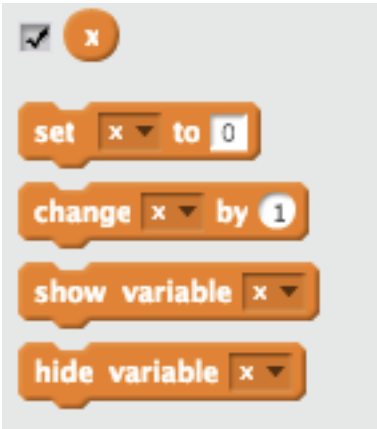 x
set x to 0
change x by 1
show variable x
hide variable x